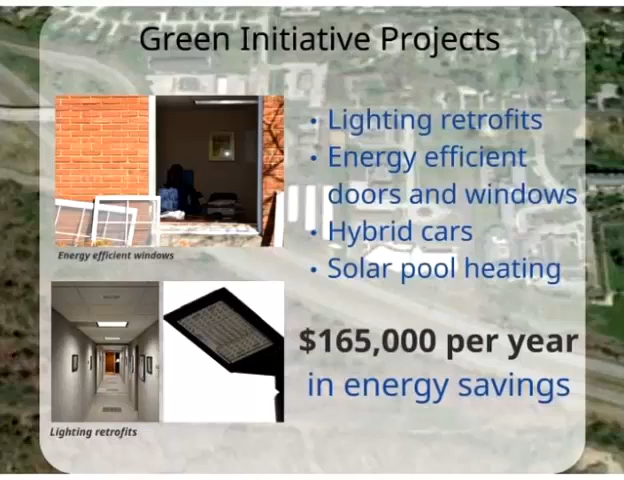 Green Initiative Projects
• Lighting retrofits
• Energy efficient
doors and windows
• Hybrid cars
• Solar pool heating
Energy efficient windows
$165,000 per year
in energy savings
Lighting retrofits